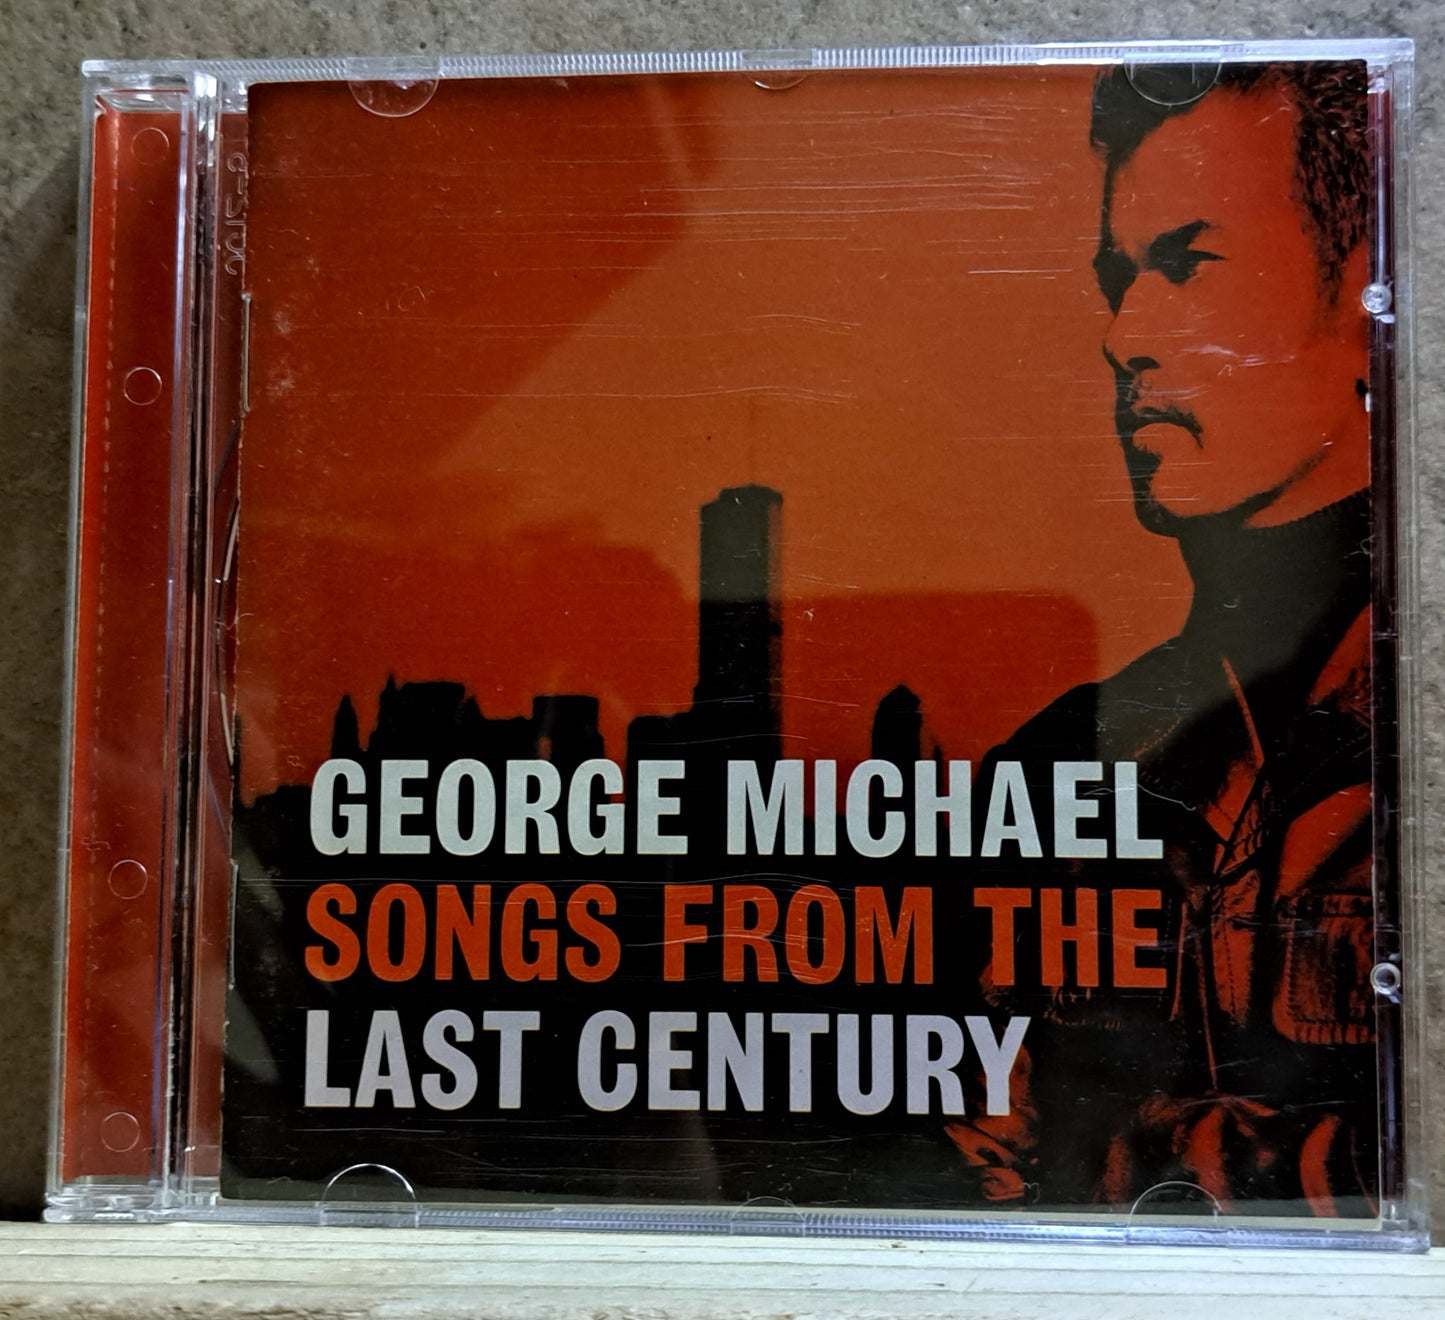 GEORGE MICHAEL
SONGS FROM THE
LAST CENTURY